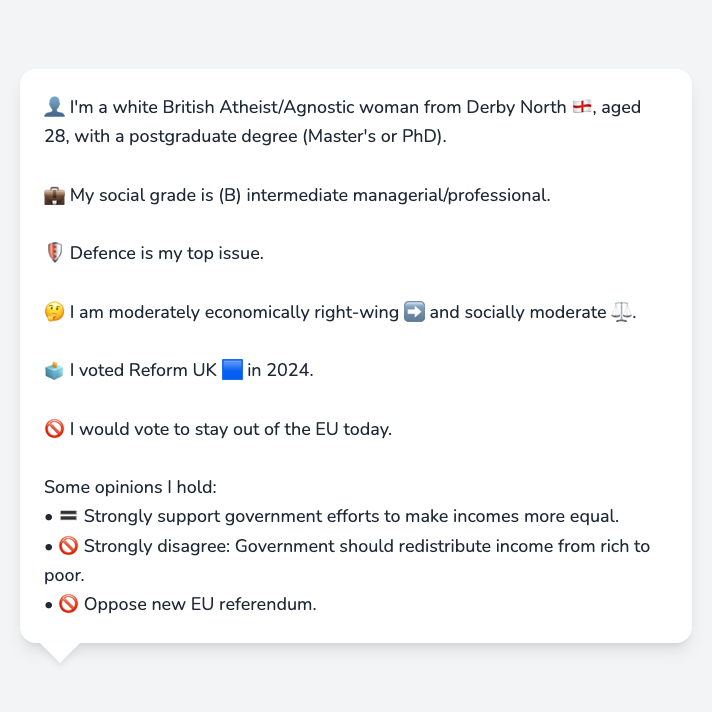 👤 I'm a white British Atheist/Agnostic woman from Derby North 🏴󠁧󠁢󠁥󠁮󠁧󠁿, aged
28, with a postgraduate degree (Master's or PhD).
💼 My social grade is (B) intermediate managerial/professional.
🛡️ Defence is my top issue.
🤔 I am moderately economically right-wing ➡️ and socially moderate ⚖️.
🗳️ I voted Reform UK 🟦 in 2024.
🚫 I would vote to stay out of the EU today.
Some opinions I hold:
• 🟰 Strongly support government efforts to make incomes more equal.
• 🚫 Strongly disagree: Government should redistribute income from rich to
poor.
• 🚫 Oppose new EU referendum.